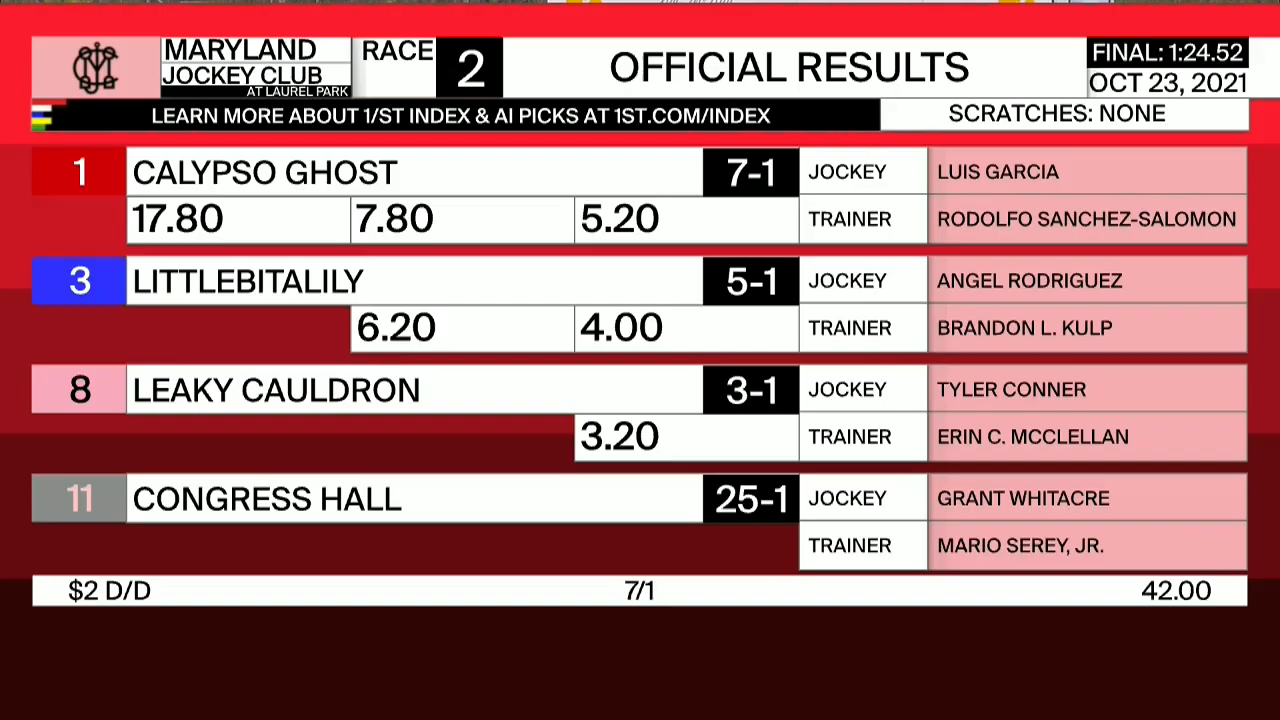 MARYLAND
JOCKEY CLUB
AT LAUREL PARK
RACE 2
OFFICIAL RESULTS
FINAL: 1:24.52
OCT 23, 2021
LEARN MORE ABOUT 1/ST INDEX & AI PICKS AT 1ST.COM/INDEX
SCRATCHES: NONE
1 CALYPSO GHOST 7-1 JOCKEY LUIS GARCIA
17.80 7.80 5.20 TRAINER RODOLFO SANCHEZ-SALOMON
3 LITTLEBITALILY 5-1 JOCKEY ANGEL RODRIGUEZ
6.20 4.00 TRAINER BRANDON L. KULP
8 LEAKY CAULDRON 3-1 JOCKEY TYLER CONNER
3.20 TRAINER ERIN C. MCCLELLAN
11 CONGRESS HALL 25-1 JOCKEY GRANT WHITACRE
TRAINER MARIO SEREY, JR.
$2 D/D 7/1 42.00